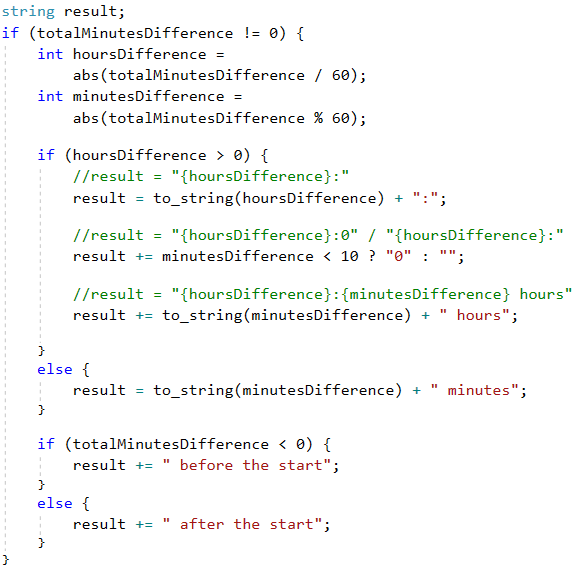 string result;
if (totalMinutesDifference != 0) {
    int hoursDifference =
        abs(totalMinutesDifference / 60);
    int minutesDifference =
        abs(totalMinutesDifference % 60);

    if (hoursDifference > 0) {
        //result = "{hoursDifference}:"
        result = to_string(hoursDifference) + ":";

        //result = "{hoursDifference}:0" / "{hoursDifference}:"
        result += minutesDifference < 10 ? "0" : "";

        //result = "{hoursDifference}:{minutesDifference} hours"
        result += to_string(minutesDifference) + " hours";

    }
    else {
        result = to_string(minutesDifference) + " minutes";
    }

    if (totalMinutesDifference < 0) {
        result += " before the start";
    }
    else {
        result += " after the start";
    }
}